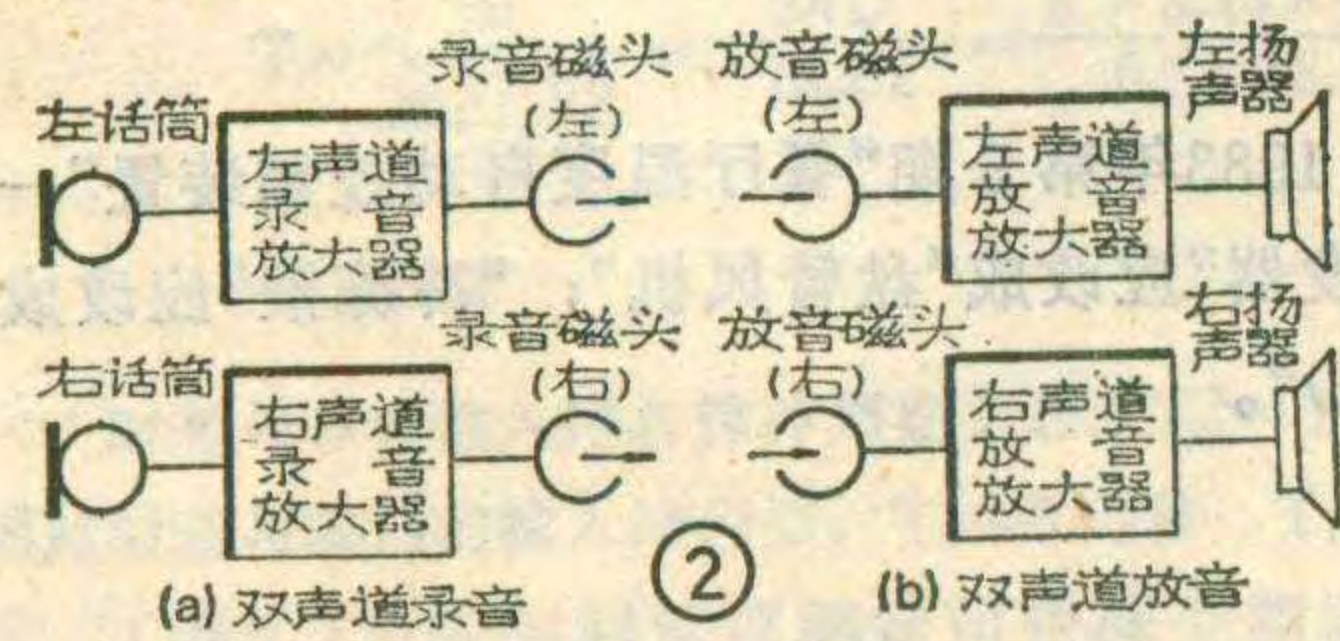 左话筒
左声道
录 音
放大器
录音磁头
(左)
右话筒
右声道
录 音
放大器
录音磁头
(右)
(a) 双声道录音
放音磁头
(左)
左声道
放 音
放大器
左扬
声器
放音磁头
(右)
右声道
放 音
放大器
右扬
声器
(b) 双声道放音
②